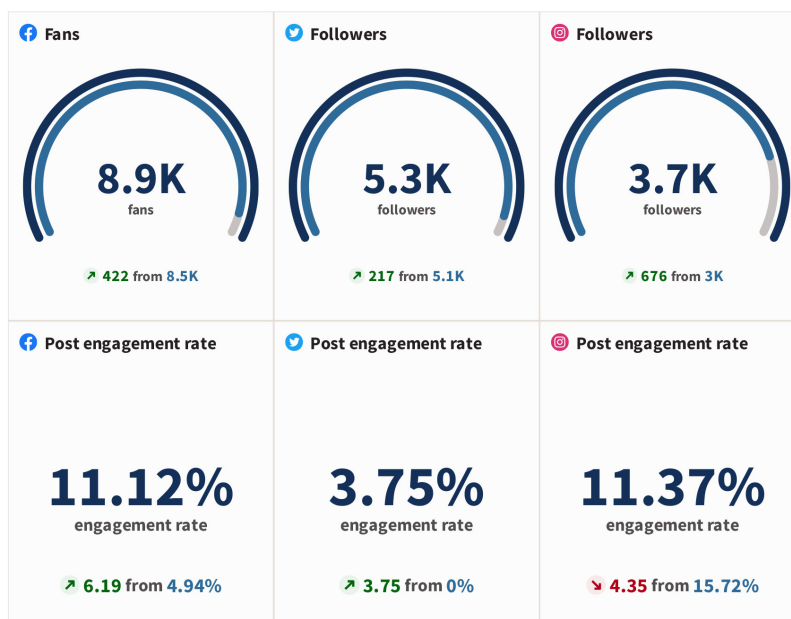 Fans
8.9K
fans
422 from 8.5K
Followers
5.3K
followers
217 from 5.1K
Followers
3.7K
followers
676 from 3K
Post engagement rate
11.12%
engagement rate
6.19 from 4.94%
Post engagement rate
3.75%
engagement rate
3.75 from 0%
Post engagement rate
11.37%
engagement rate
4.35 from 15.72%